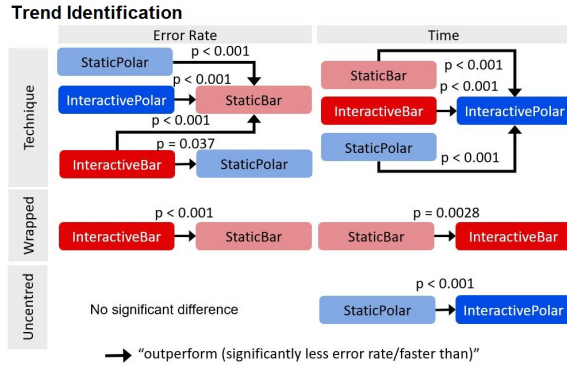 Trend Identification
Error Rate
Time
Technique
StaticPolar
p < 0.001
InteractivePolar
p < 0.001
StaticBar
p < 0.001
InteractiveBar
p = 0.037
StaticPolar
StaticBar
p < 0.001
p < 0.001
InteractiveBar
InteractivePolar
StaticPolar
p < 0.001
Wrapped
p < 0.001
InteractiveBar
StaticBar
p = 0.0028
StaticBar
InteractiveBar
Uncentred
No significant difference
p < 0.001
StaticPolar
InteractivePolar
“outperform (significantly less error rate/faster than)”